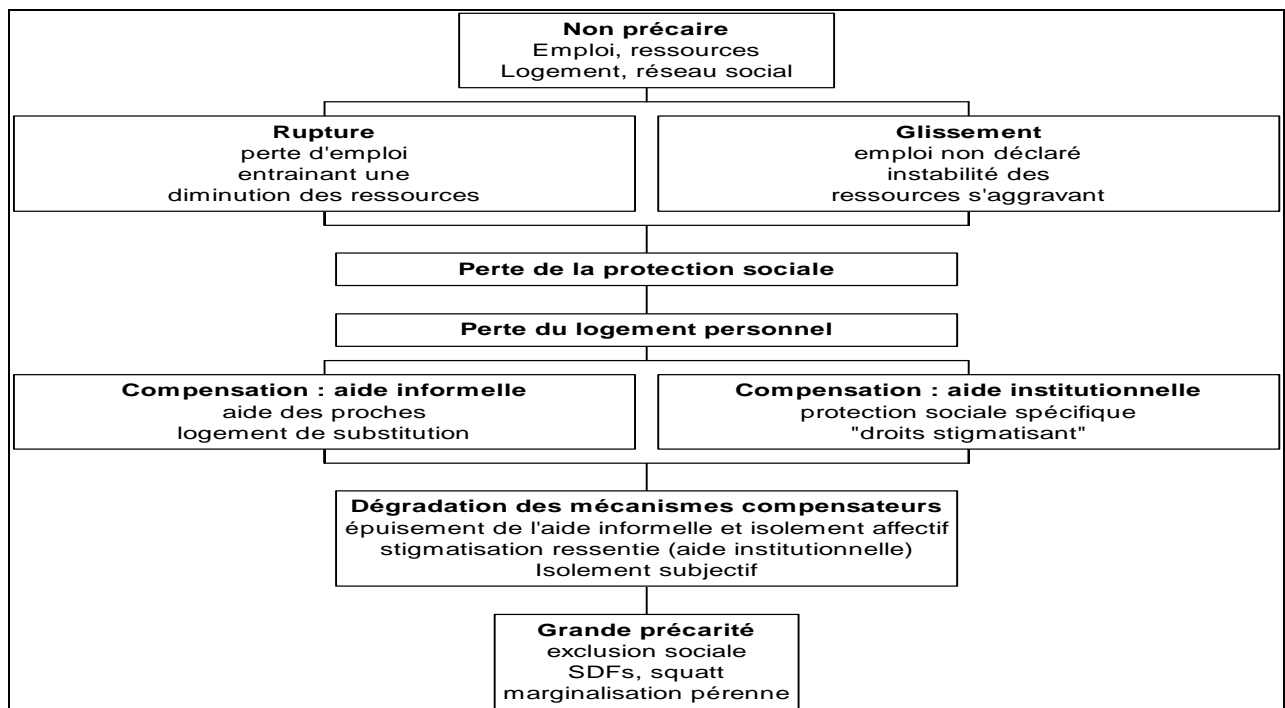 Non précaire
Emploi, ressources
Logement, réseau social
Rupture
perte d'emploi
entrainant une
diminution des ressources
Glissement
emploi non déclaré
instabilité des
ressources s'aggravant
Perte de la protection sociale
Perte du logement personnel
Compensation : aide informelle
aide des proches
logement de substitution
Compensation : aide institutionnelle
protection sociale spécifique
"droits stigmatisant"
Dégradation des mécanismes compensateurs
épuisement de l'aide informelle et isolement affectif
stigmatisation ressentie (aide institutionnelle)
Isolement subjectif
Grande précarité
exclusion sociale
SDFs, squatt
marginalisation pérenne